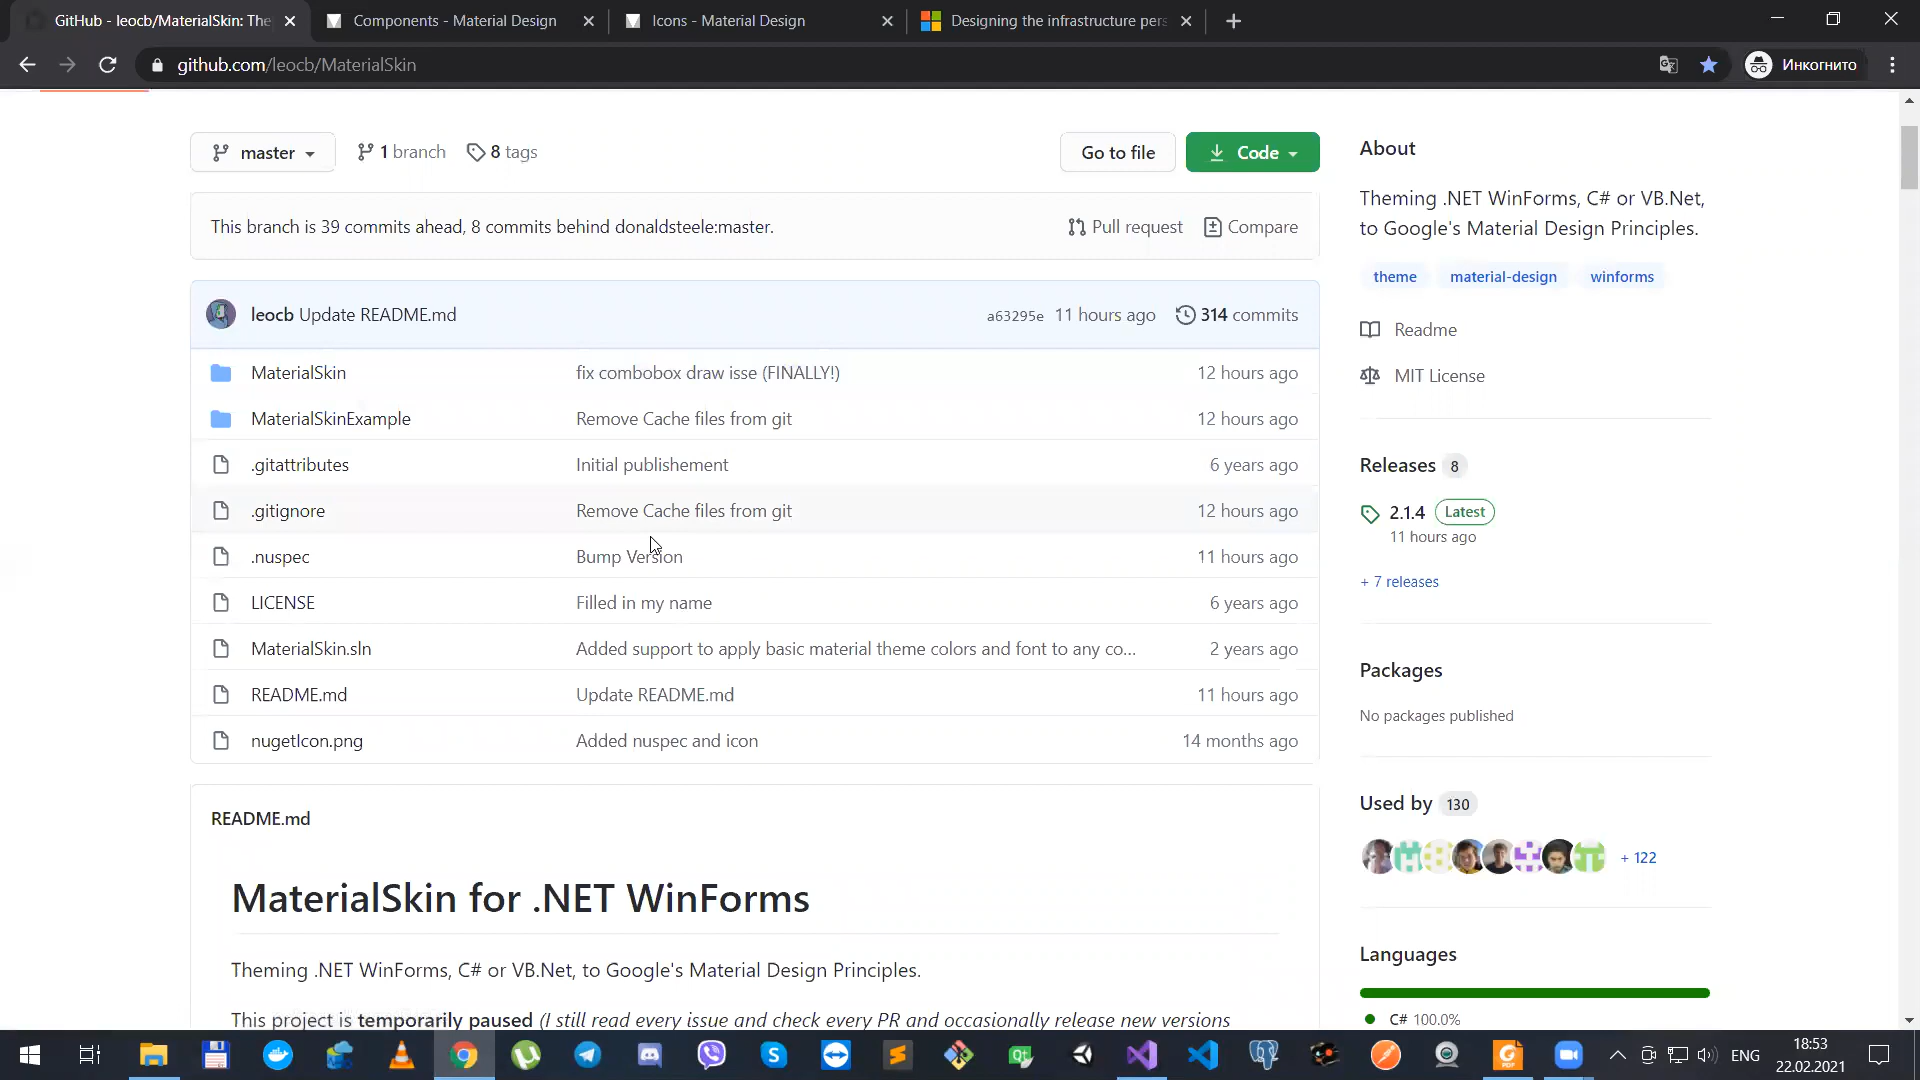 GitHub - leocb/MaterialSkin: The
Components - Material Design
Icons - Material Design
Designing the infrastructure pers
github.com/leocb/MaterialSkin
Инкогнито
master
1 branch
8 tags
Go to file
Code
This branch is 39 commits ahead, 8 commits behind donaldsteele:master.
Pull request
Compare
leocb Update README.md
a63295e 11 hours ago
314 commits
MaterialSkin
fix combobox draw isse (FINALLY!)
12 hours ago
MaterialSkinExample
Remove Cache files from git
12 hours ago
.gitattributes
Initial publishement
6 years ago
.gitignore
Remove Cache files from git
12 hours ago
.nuspec
Bump Version
11 hours ago
LICENSE
Filled in my name
6 years ago
MaterialSkin.sln
Added support to apply basic material theme colors and font to any co...
2 years ago
README.md
Update README.md
11 hours ago
nugetIcon.png
Added nuspec and icon
14 months ago
README.md
MaterialSkin for .NET WinForms
Theming .NET WinForms, C# or VB.Net, to Google's Material Design Principles.
This project is temporarily paused (I still read every issue and check every PR and occasionally release new versions
About
Theming .NET WinForms, C# or VB.Net,
to Google's Material Design Principles.
theme
material-design
winforms
Readme
MIT License
Releases 8
2.1.4 Latest
11 hours ago
+ 7 releases
Packages
No packages published
Used by 130
+ 122
Languages
C# 100.0%
ENG
18:53
22.02.2021